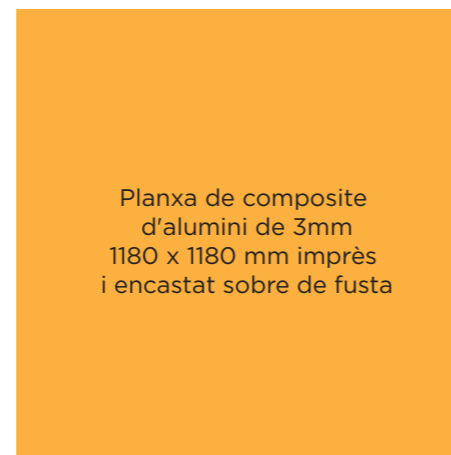 Planxa de composite
d'alumini de 3mm
1180 x 1180 mm imprès
i encastat sobre de fusta